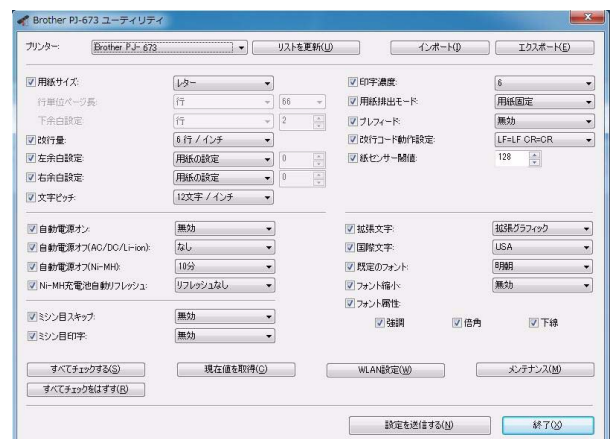 Brother PJ-673 ユーティリティ
プリンター: Brother PJ- 673 リストを更新(U) インポート(I) エクスポート(E)
用紙サイズ: レター
行単位ページ長: 行 66
下余白設定: 行 2
改行量: 6 行 / インチ
左余白設定: 用紙の設定 0
右余白設定: 用紙の設定 0
文字ピッチ: 12文字 / インチ
印字濃度: 6
用紙排出モード: 用紙固定
プレフィード: 無効
改行コード動作設定: LF=LF CR=CR
紙センサー閾値: 128
自動電源オン: 無効
自動電源オフ(AC/DC/Li-ion): なし
自動電源オフ(Ni-MH): 10分
Ni-MH充電池自動リフレッシュ: リフレッシュなし
ミシン目スキップ: 無効
ミシン目印字: 無効
拡張文字: 拡張グラフィック
国際文字: USA
既定のフォント: 明朝
フォント縮小: 無効
フォント属性:
強調 倍角 下線
すべてチェックする(S) 現在値を取得(C) WLAN設定(W) メンテナンス(M)
すべてチェックをはずす(R)
設定を送信する(N) 終了(X)